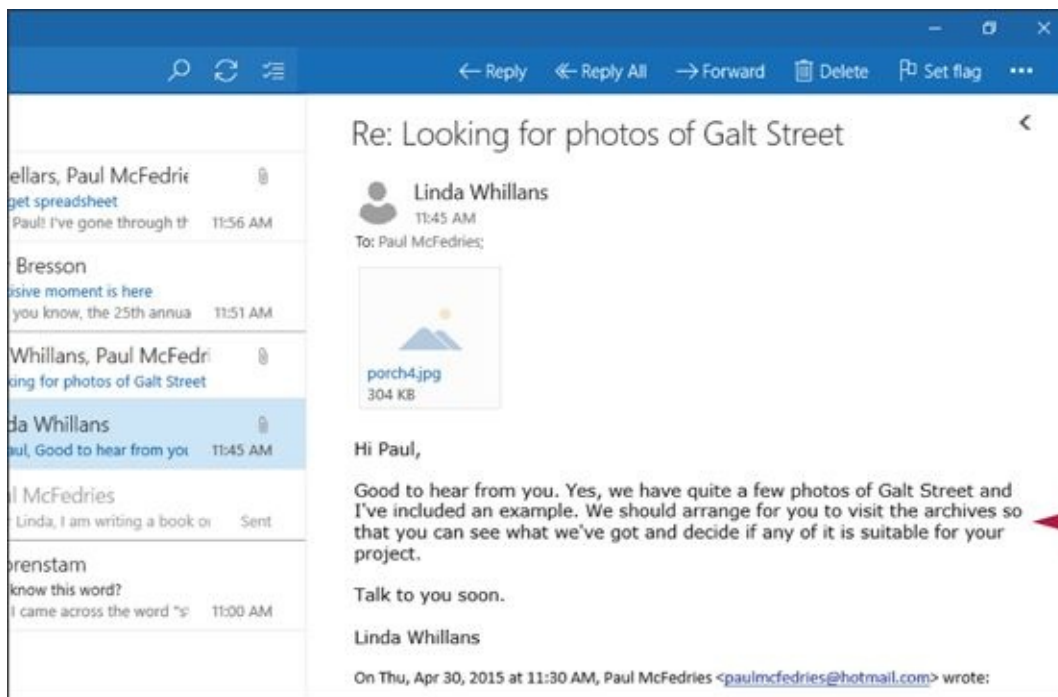 Reply
Reply All
Forward
Delete
Set flag
Re: Looking for photos of Galt Street
Linda Whillans
11:45 AM
To: Paul McFedries;
porch4.jpg
304 KB
Hi Paul,
Good to hear from you. Yes, we have quite a few photos of Galt Street and
I've included an example. We should arrange for you to visit the archives so
that you can see what we've got and decide if any of it is suitable for your
project.
Talk to you soon.
Linda Whillans
On Thu, Apr 30, 2015 at 11:30 AM, Paul McFedries <paulmcfedries@hotmail.com> wrote:
ellars, Paul McFedrie
get spreadsheet
Paul! I've gone through th 11:56 AM
Bresson
isive moment is here
you know, the 25th annua 11:51 AM
Whillans, Paul McFedri
king for photos of Galt Street
da Whillans
aul, Good to hear from you 11:45 AM
l McFedries
Linda, I am writing a book or Sent
orenstam
know this word?
I came across the word "s 11:00 AM